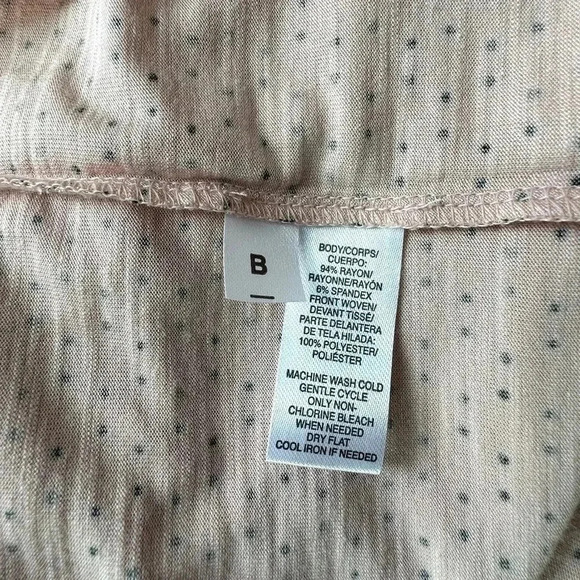 B
BODY/CORPS/
CUERPO:
94% RAYON/
RAYONNE/RAYÓN
6% SPANDEX
FRONT WOVEN/
DEVANT TISSÉ/
PARTE DELANTERA
DE TELA HILADA:
100% POLYESTER/
POLIÉSTER
MACHINE WASH COLD
GENTLE CYCLE
ONLY NON-
CHLORINE BLEACH
WHEN NEEDED
DRY FLAT
COOL IRON IF NEEDED